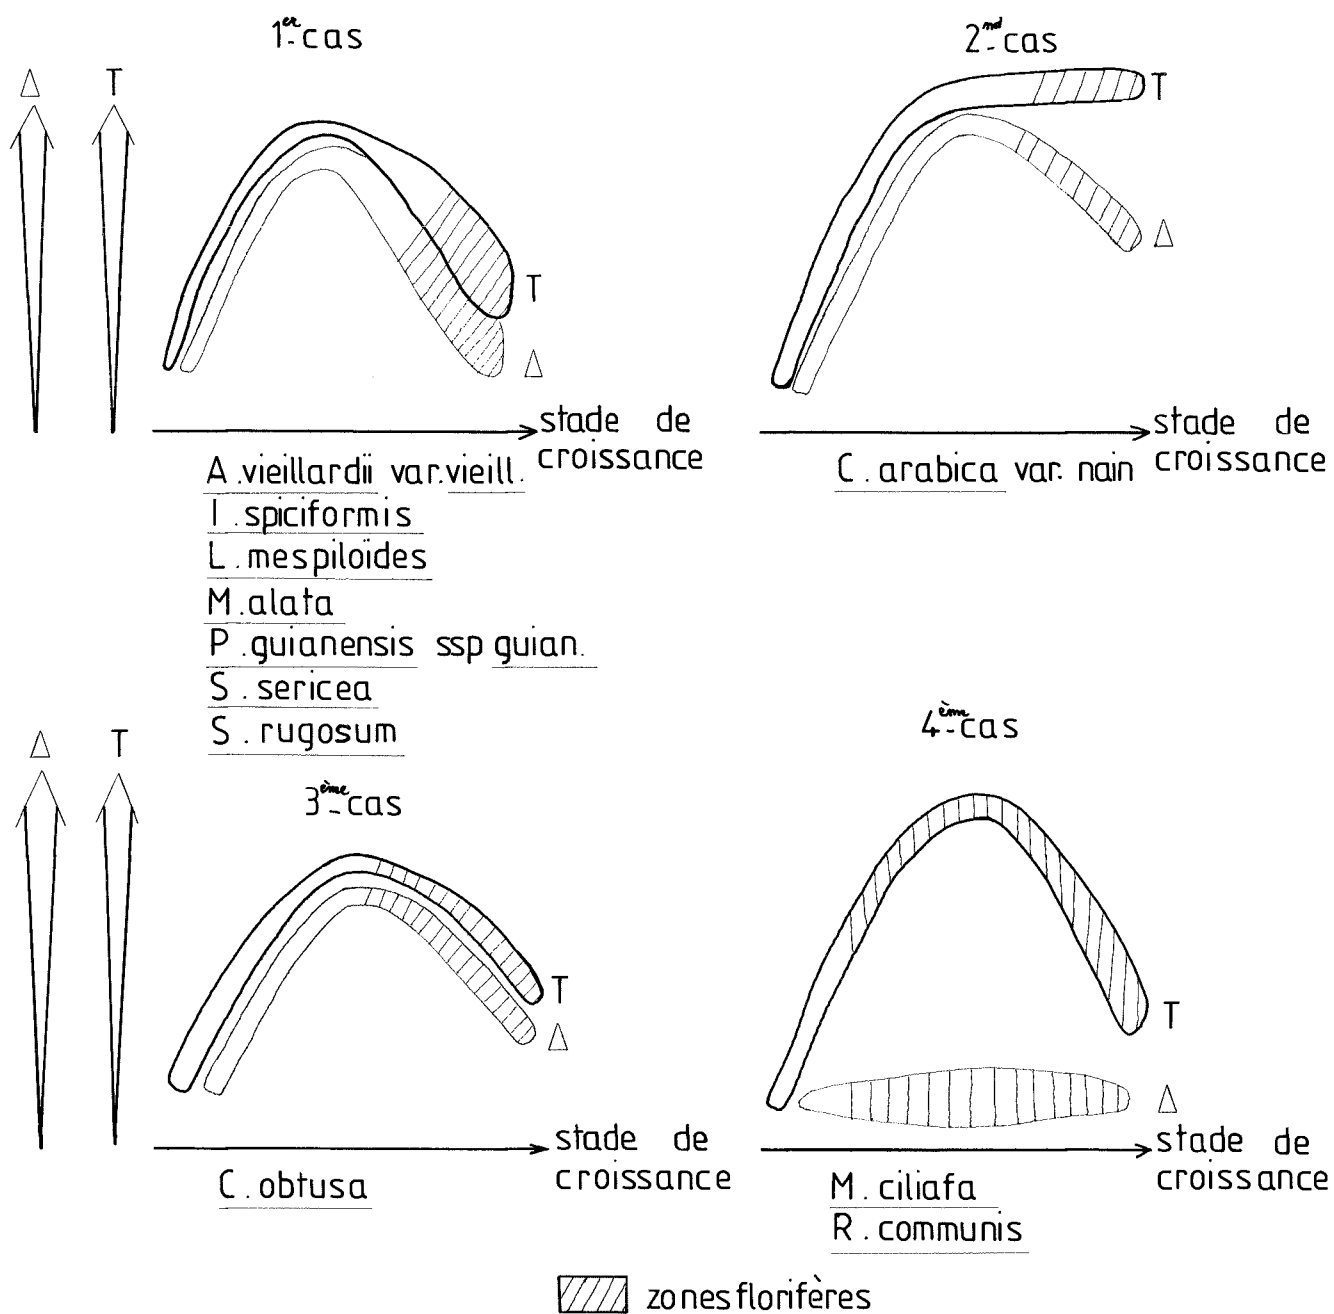 1er cas
Δ T
T
Δ
stade de
croissance
A.vieillardii var.vieill.
I.spiciformis
L.mespiloïdes
M.alata
P.guianensis ssp guian.
S.sericea
S.rugosum
2nd cas
T
Δ
stade de
croissance
C.arabica var. nain
3ème cas
Δ T
T
Δ
stade de
croissance
C.obtusa
4ème cas
T
Δ
stade de
croissance
M.ciliafa
R.communis
zones florifères